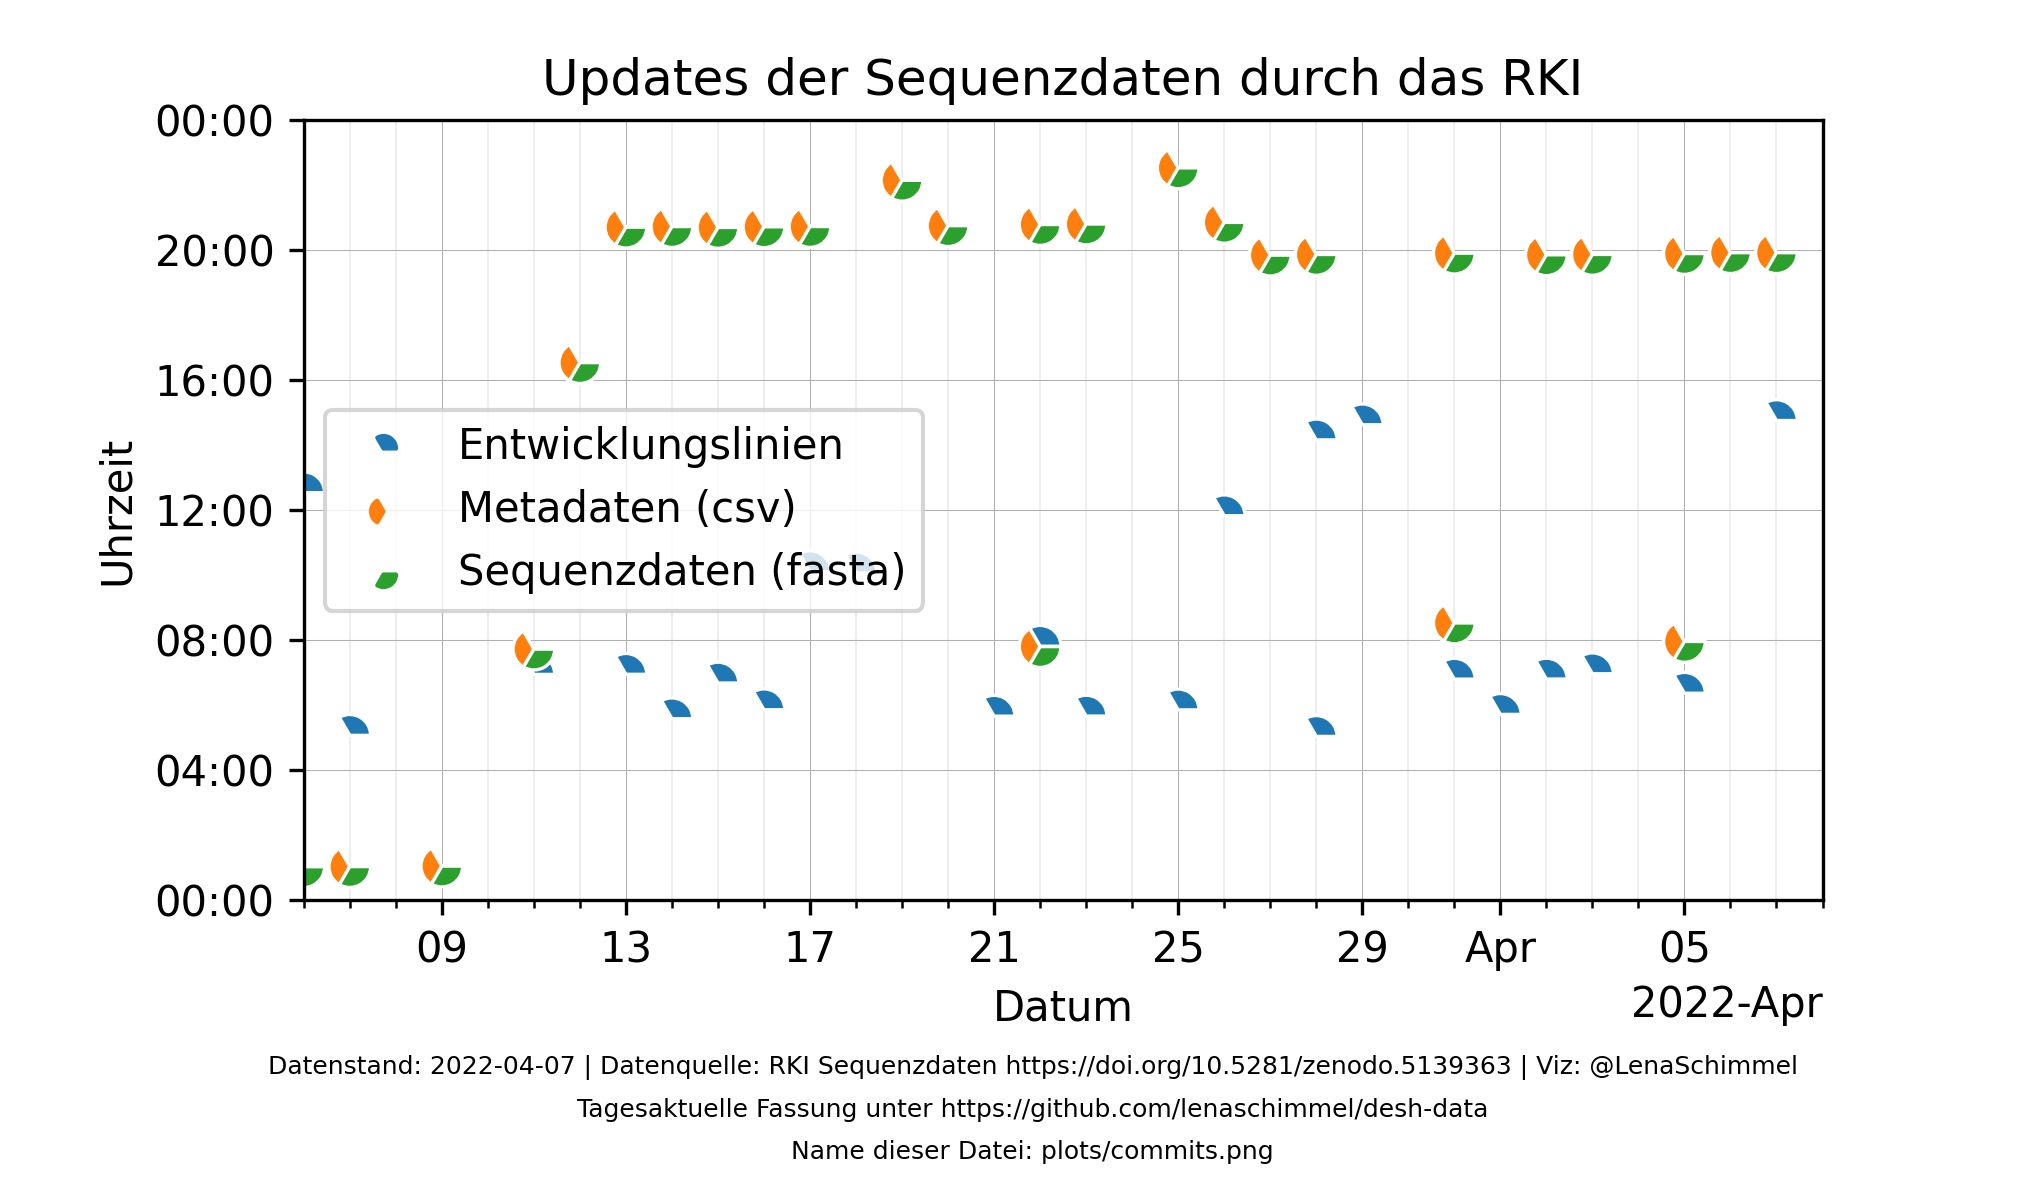 Updates der Sequenzdaten durch das RKI
00:00
20:00
16:00
12:00
08:00
04:00
00:00
Uhrzeit
Entwicklungslinien
Metadaten (csv)
Sequenzdaten (fasta)
09 13 17 21 25 29 Apr 05
Datum
2022-Apr
Datenstand: 2022-04-07 | Datenquelle: RKI Sequenzdaten https://doi.org/10.5281/zenodo.5139363 | Viz: @LenaSchimmel
Tagesaktuelle Fassung unter https://github.com/lenaschimmel/desh-data
Name dieser Datei: plots/commits.png